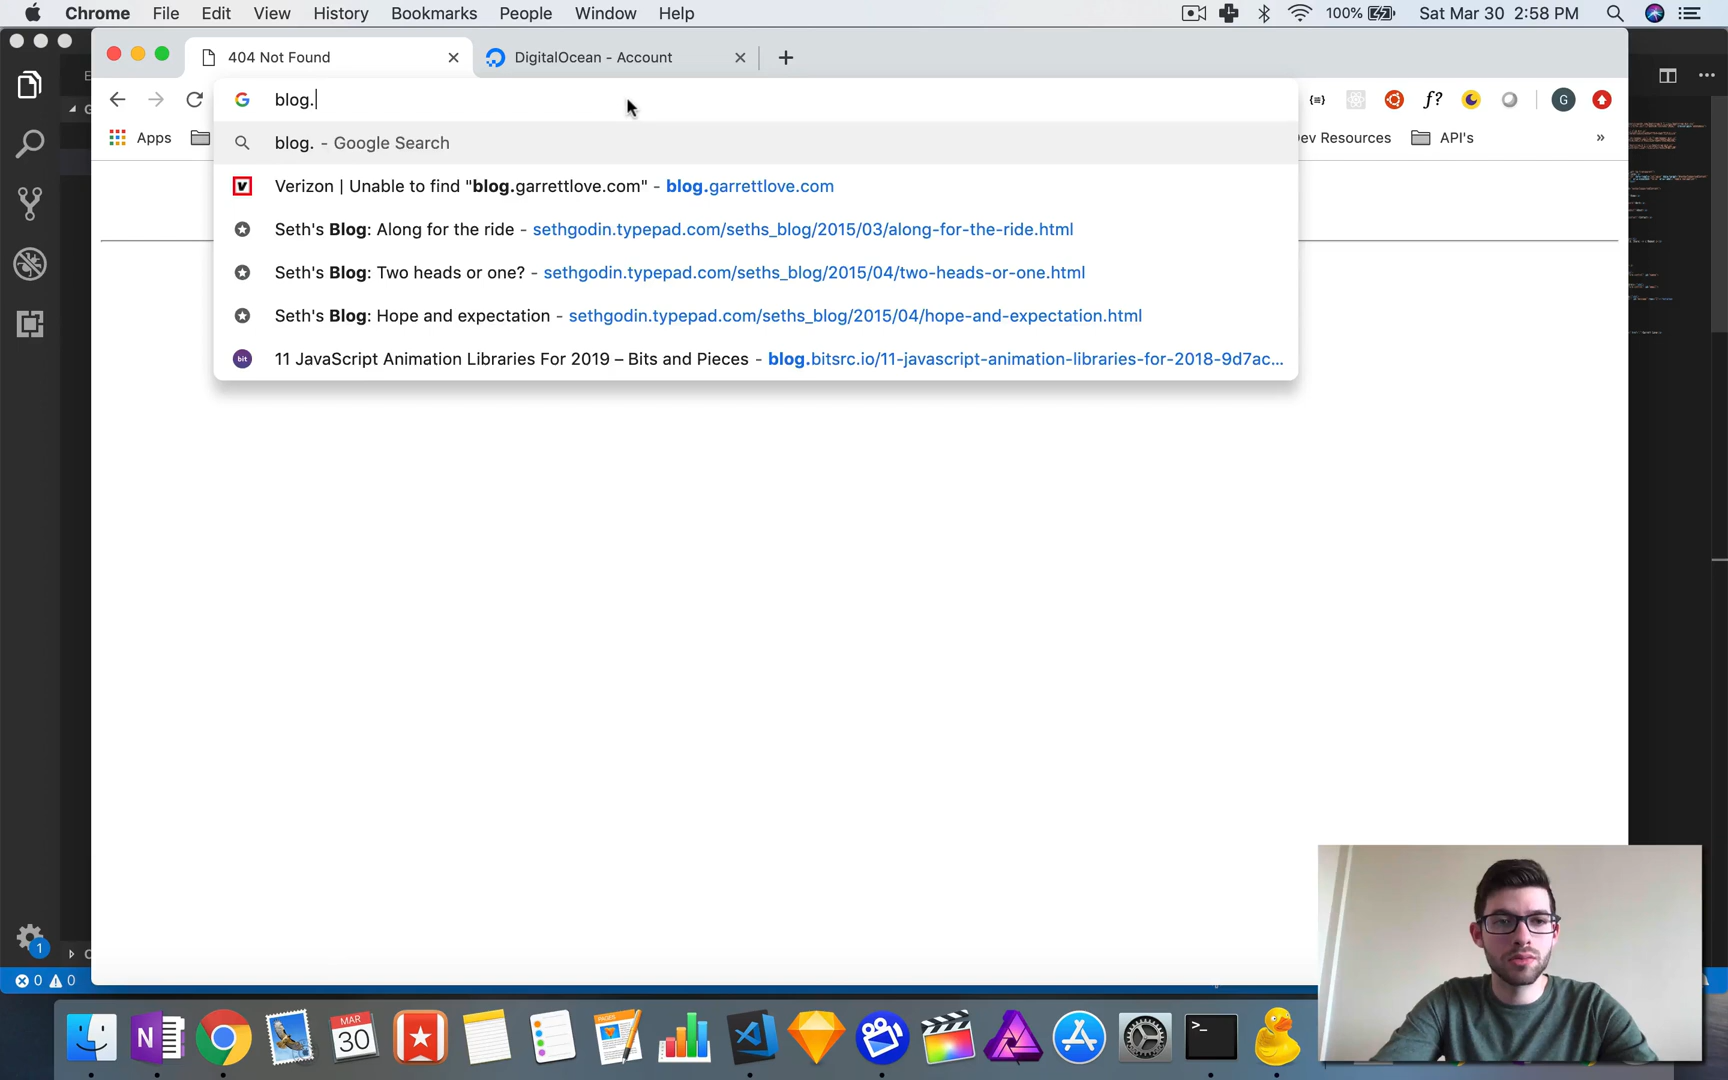 Chrome File Edit View History Bookmarks People Window Help 100% Sat Mar 30 2:58 PM
404 Not Found DigitalOcean - Account
blog.
Apps ev Resources API's »
blog. - Google Search
Verizon | Unable to find "blog.garrettlove.com" - blog.garrettlove.com
Seth's Blog: Along for the ride - sethgodin.typepad.com/seths_blog/2015/03/along-for-the-ride.html
Seth's Blog: Two heads or one? - sethgodin.typepad.com/seths_blog/2015/04/two-heads-or-one.html
Seth's Blog: Hope and expectation - sethgodin.typepad.com/seths_blog/2015/04/hope-and-expectation.html
bit 11 JavaScript Animation Libraries For 2019 – Bits and Pieces - blog.bitsrc.io/11-javascript-animation-libraries-for-2018-9d7ac...
f? G
1
0 0
MAR
30